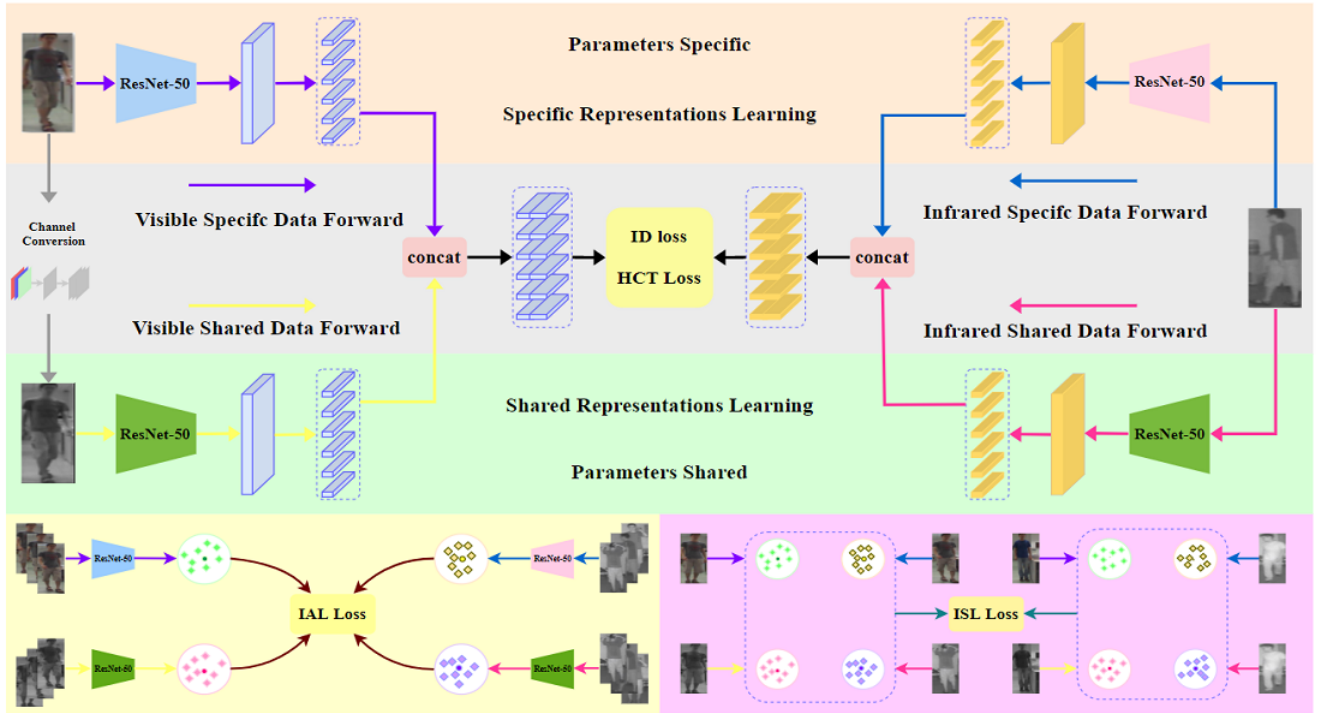 Parameters Specific
ResNet-50
ResNet-50
Specific Representations Learning
Visible Specifc Data Forward
Infrared Specifc Data Forward
Channel
Conversion
concat
ID loss
HCT Loss
concat
Visible Shared Data Forward
Infrared Shared Data Forward
Shared Representations Learning
ResNet-50
ResNet-50
Parameters Shared
ResNet-50
ResNet-50
IAL Loss
ISL Loss
ResNet-50
ResNet-50